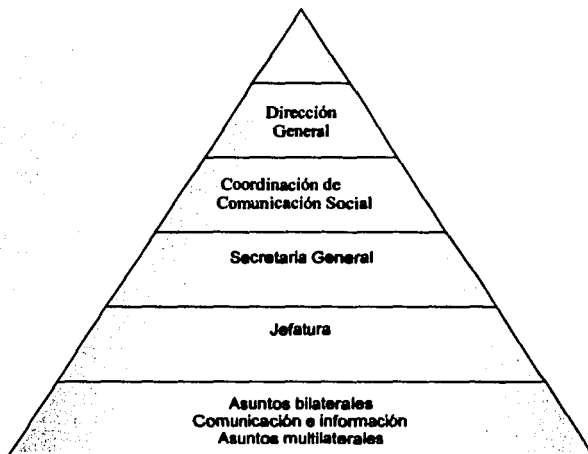 Dirección
General
Coordinación de
Comunicación Social
Secretaria General
Jefatura
Asuntos bilaterales
Comunicación e información
Asuntos multilaterales